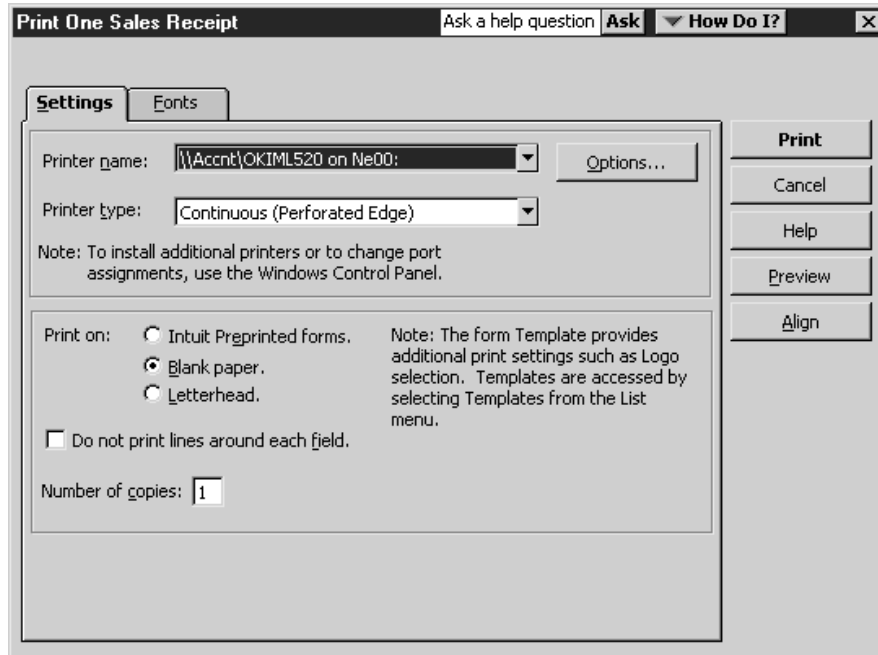 Print One Sales Receipt
Ask a help question Ask How Do I?
Settings Fonts
Printer name: \\Accnt\OKIML520 on Ne00: Options...
Printer type: Continuous (Perforated Edge)
Note: To install additional printers or to change port
assignments, use the Windows Control Panel.
Print on: Intuit Preprinted forms.
Blank paper.
Letterhead.
Note: The form Template provides
additional print settings such as Logo
selection. Templates are accessed by
selecting Templates from the List
menu.
Do not print lines around each field.
Number of copies: 1
Print
Cancel
Help
Preview
Align